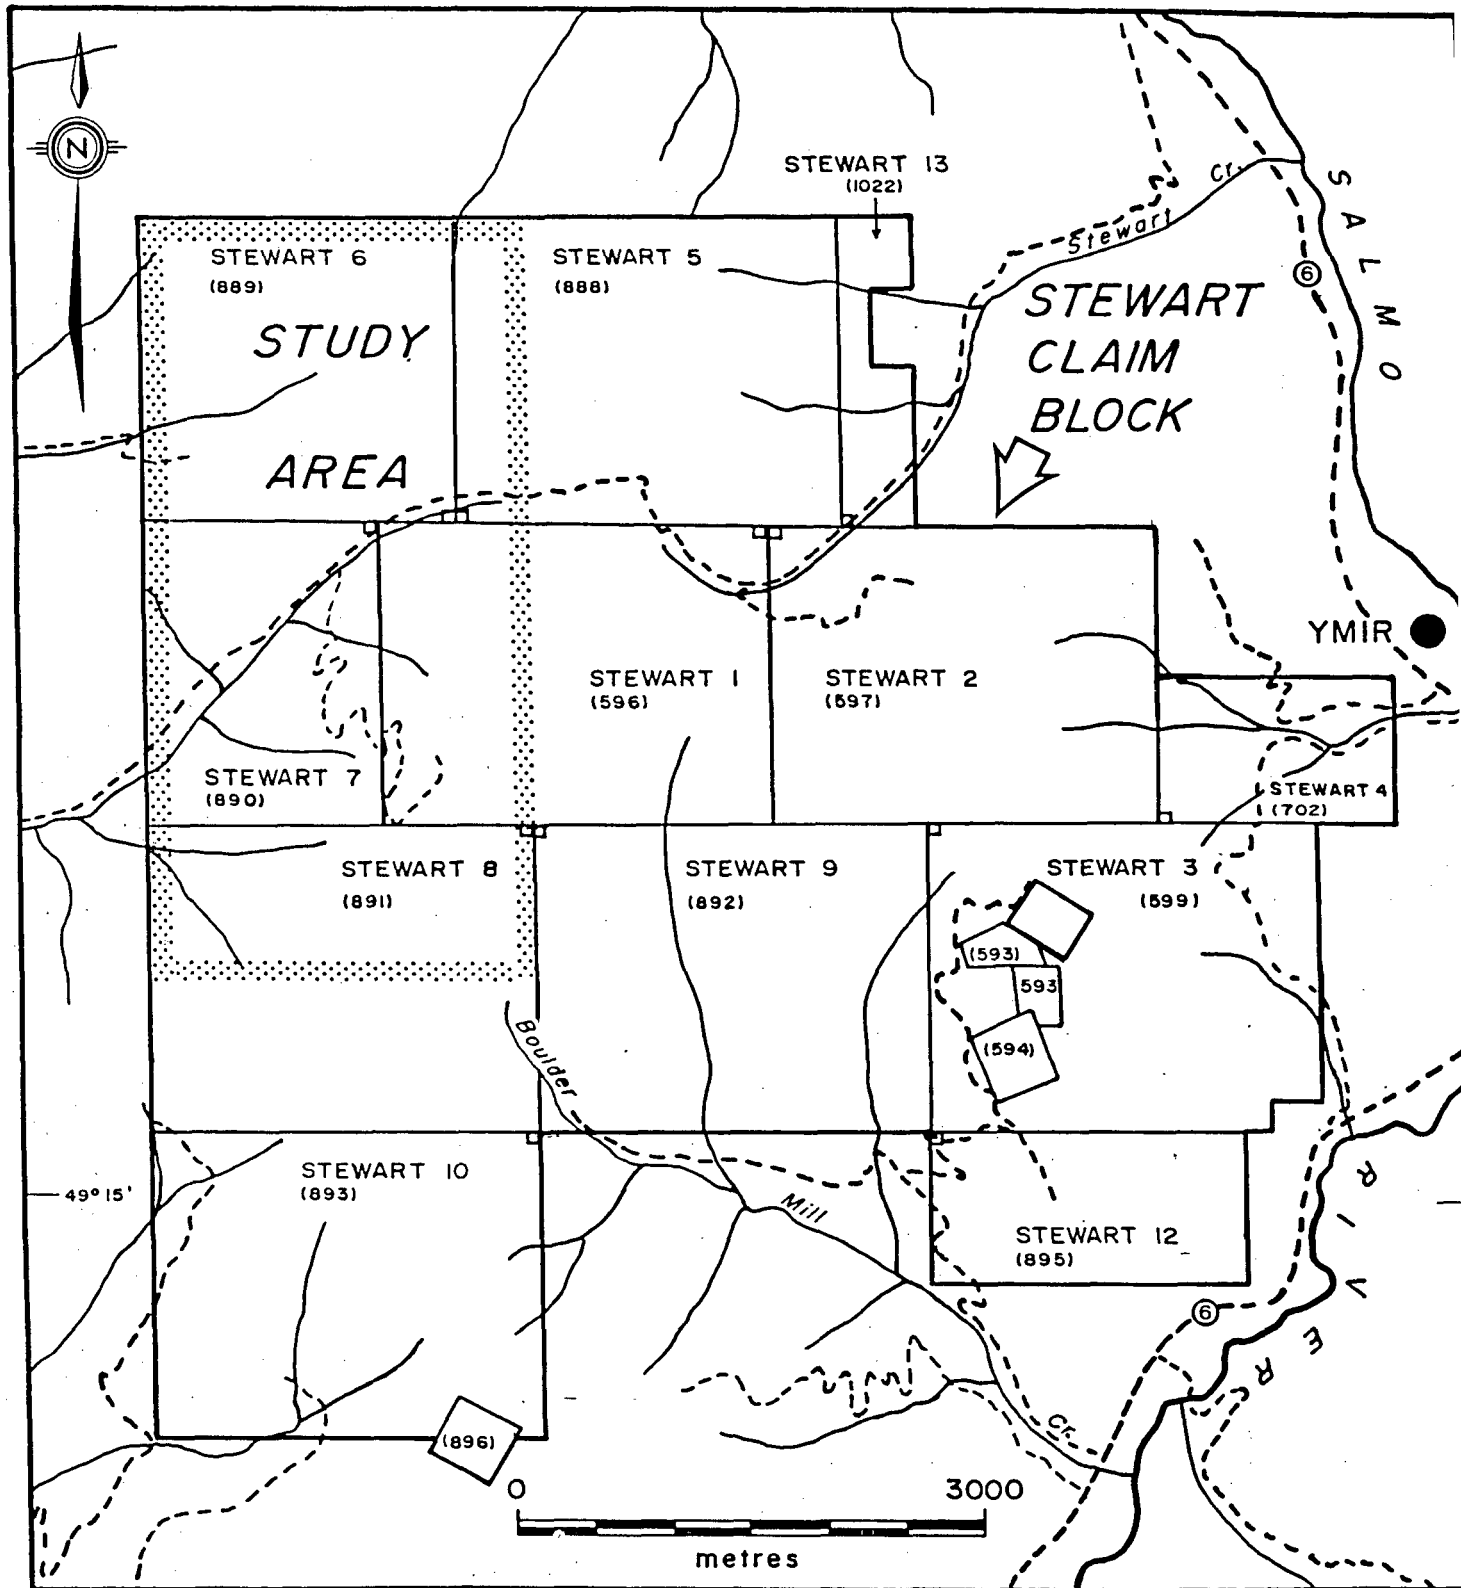 N
STEWART 13
(1022)
Stewart Cr.
SALMO
6
STEWART 6
(889)
STEWART 5
(888)
STUDY
AREA
STEWART
CLAIM
BLOCK
YMIR
STEWART 1
(596)
STEWART 2
(597)
STEWART 7
(890)
STEWART 4
(702)
STEWART 8
(891)
STEWART 9
(892)
STEWART 3
(599)
(593)
593
(594)
Boulder
Mill
Cr.
49°15'
STEWART 10
(893)
STEWART 12
(895)
RIVER
6
(896)
0 3000
metres